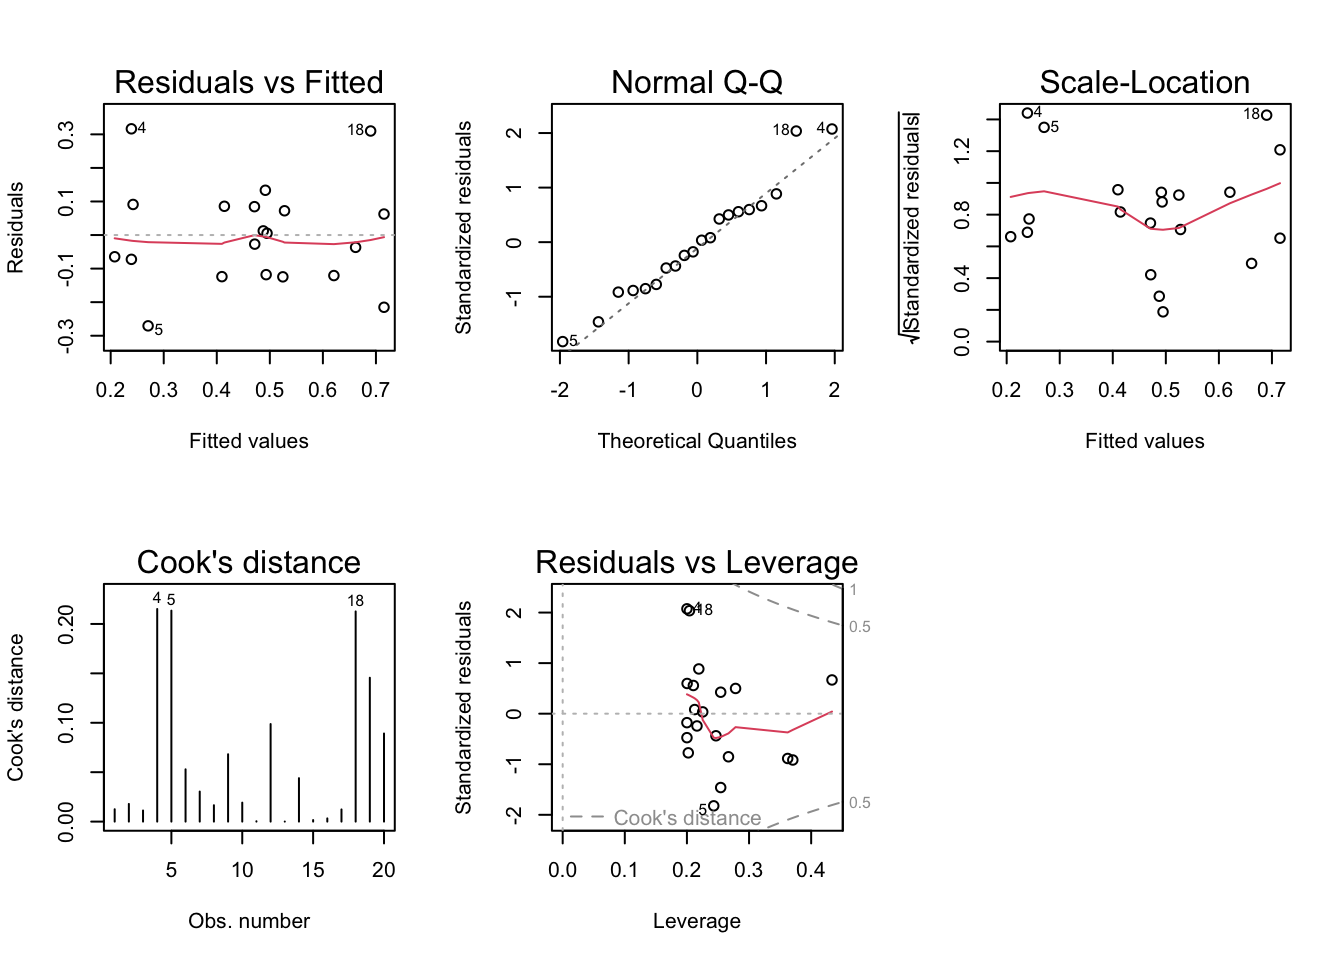 Residuals vs Fitted
Residuals
0.3
0.1
-0.1
-0.3
4
18
5
0.2 0.3 0.4 0.5 0.6 0.7
Fitted values
Normal Q-Q
Standardized residuals
2
1
0
-1
18
4
5
-2 -1 0 1 2
Theoretical Quantiles
Scale-Location
√|Standardized residuals|
1.2
0.8
0.4
0.0
4
5
18
0.2 0.3 0.4 0.5 0.6 0.7
Fitted values
Cook's distance
Cook's distance
0.20
0.10
0.00
4
5
18
5 10 15 20
Obs. number
Residuals vs Leverage
Standardized residuals
2
1
0
-1
-2
4
18
5
1
0.5
0.5
Cook's distance
0.0 0.1 0.2 0.3 0.4
Leverage